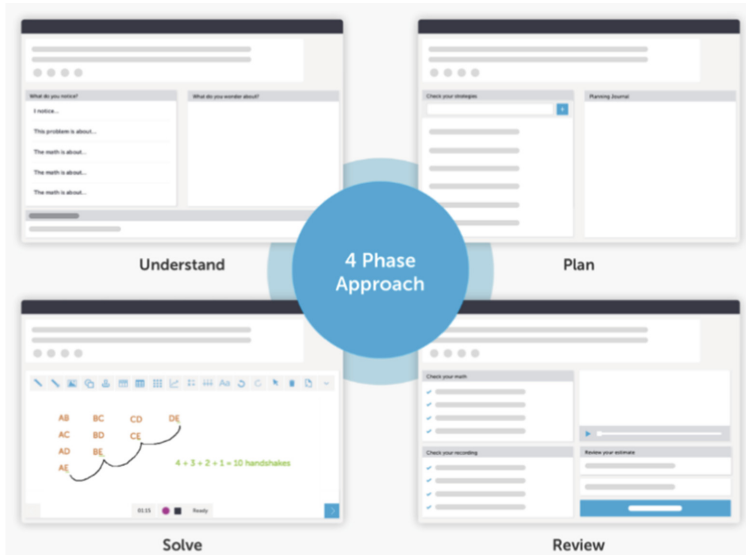 What do you notice?
What do you wonder about?
I notice...
This problem is about...
The math is about...
The math is about...
The math is about...
Understand
Check your strategies
+
Planning Journal
Plan
4 Phase
Approach
Aa
AB BC CD DE
AC BD CE
AD BE
AE
4 + 3 + 2 + 1 = 10 handshakes
Ready
Solve
Check your math
Check your recording
Review your estimate
Review